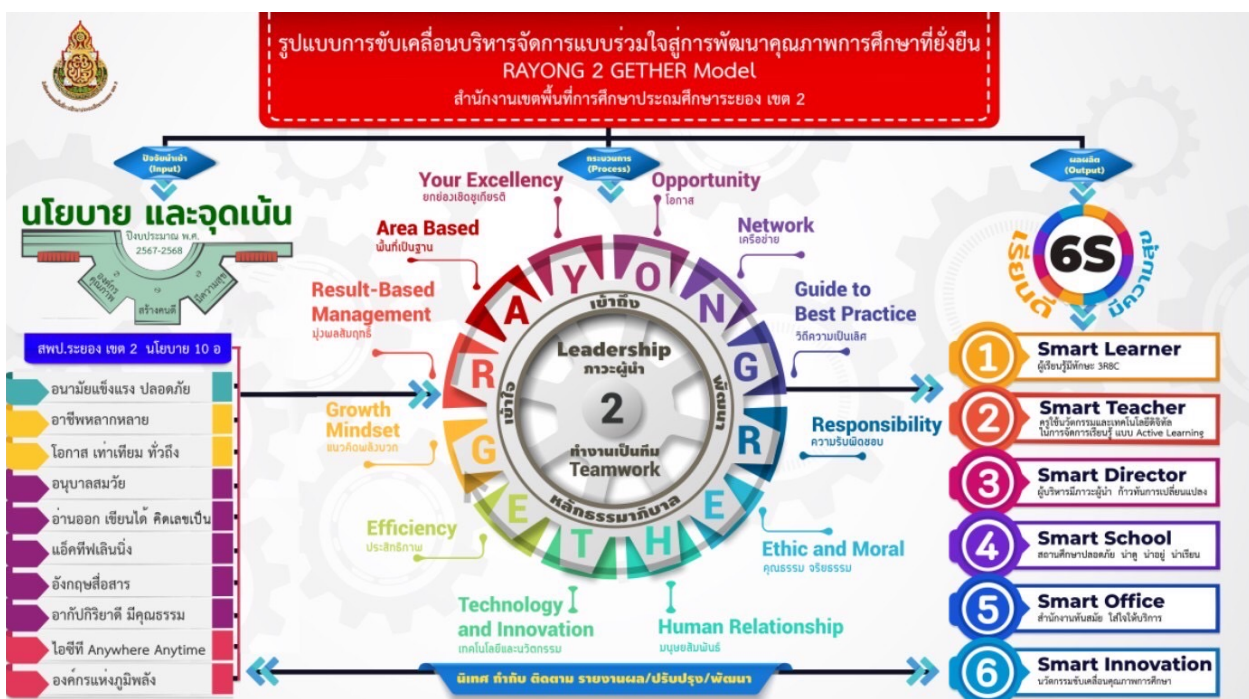 รูปแบบการขับเคลื่อนบริหารจัดการแบบร่วมใจสู่การพัฒนาคุณภาพการศึกษาที่ยั่งยืน
RAYONG 2 GETHER Model
สำนักงานเขตพื้นที่การศึกษาประถมศึกษาระยอง เขต 2
ปัจจัยนำเข้า
(Input)
นโยบาย และจุดเน้น
ปีงบประมาณ พ.ศ.
2567-2568
องค์กร
คุณภาพ
สร้างคนดี
มีความสุข
สพป.ระยอง เขต 2 นโยบาย 10 อ
อนามัยแข็งแรง ปลอดภัย
อาชีพหลากหลาย
โอกาส เท่าเทียม ทั่วถึง
อนุบาลสมวัย
อ่านออก เขียนได้ คิดเลขเป็น
แอ็คทีฟเลินนิ่ง
อังกฤษสื่อสาร
อากัปกิริยาดี มีคุณธรรม
ไอซีที Anywhere Anytime
องค์กรแห่งภูมิพลัง
กระบวนการ
(Process)
Result-Based
Management
มุ่งผลสัมฤทธิ์
Area Based
พื้นที่เป็นฐาน
Your Excellency
ยกย่องเชิดชูเกียรติ
Opportunity
โอกาส
Network
เครือข่าย
Guide to
Best Practice
วิถีความเป็นเลิศ
Growth
Mindset
แนวคิดพลังบวก
Efficiency
ประสิทธิภาพ
Technology
and Innovation
เทคโนโลยีและนวัตกรรม
Human Relationship
มนุษยสัมพันธ์
Ethic and Moral
คุณธรรม จริยธรรม
Responsibility
ความรับผิดชอบ
R A Y O N G
G E T H E R
เข้าใจ
เข้าถึง
พัฒนา
หลักธรรมาภิบาล
Leadership
ภาวะผู้นำ
2
ทำงานเป็นทีม
Teamwork
นิเทศ กำกับ ติดตาม รายงานผล/ปรับปรุง/พัฒนา
ผลผลิต
(Output)
เรียนดี
6S
มีความสุข
1
Smart Learner
ผู้เรียนรู้มีทักษะ 3R8C
2
Smart Teacher
ครูใช้นวัตกรรมและเทคโนโลยีดิจิทัล
ในการจัดการเรียนรู้ แบบ Active Learning
3
Smart Director
ผู้บริหารมีภาวะผู้นำ ก้าวทันการเปลี่ยนแปลง
4
Smart School
สถานศึกษาปลอดภัย น่าดู น่าอยู่ น่าเรียน
5
Smart Office
สำนักงานทันสมัย ใส่ใจให้บริการ
6
Smart Innovation
นวัตกรรมขับเคลื่อนคุณภาพการศึกษา